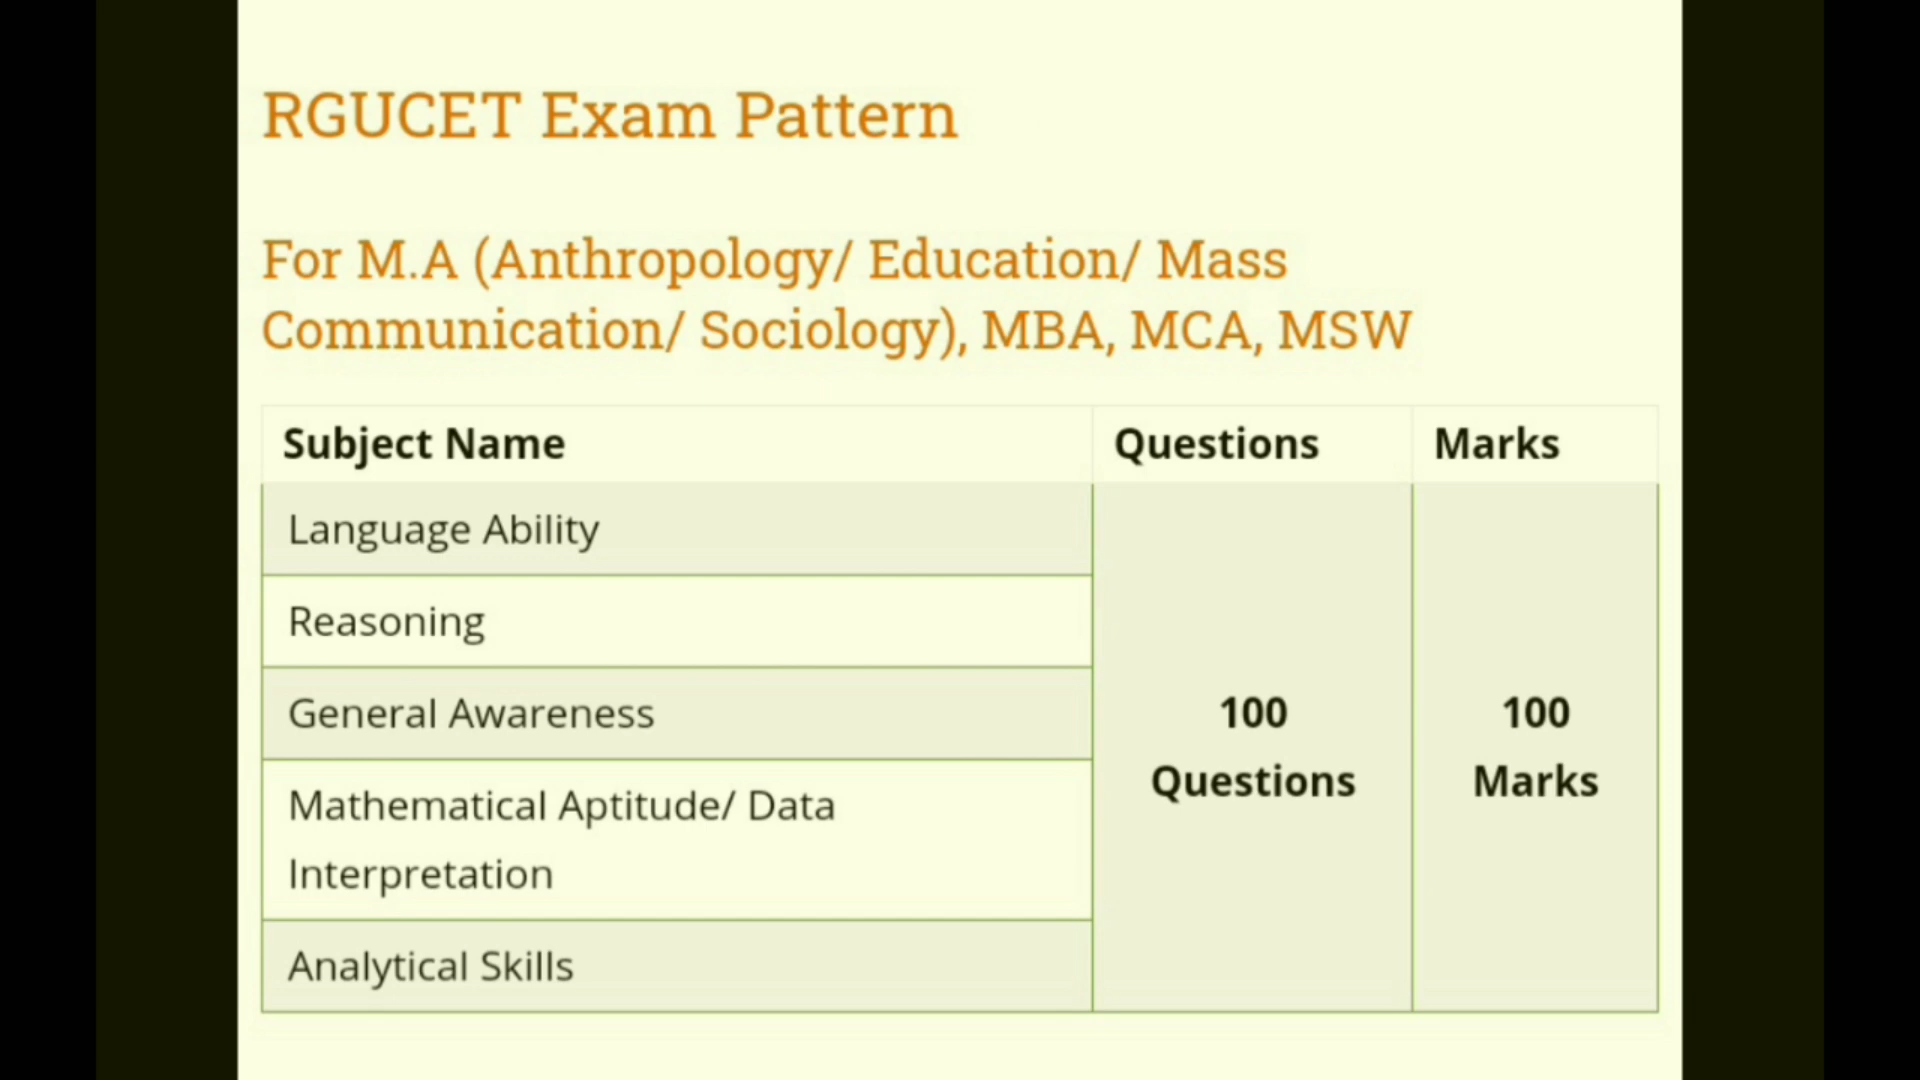 RGUCET Exam Pattern
For M.A (Anthropology/ Education/ Mass
Communication/ Sociology), MBA, MCA, MSW
Subject Name Questions Marks
Language Ability
Reasoning
General Awareness
Mathematical Aptitude/ Data
Interpretation
Analytical Skills
100
Questions
100
Marks